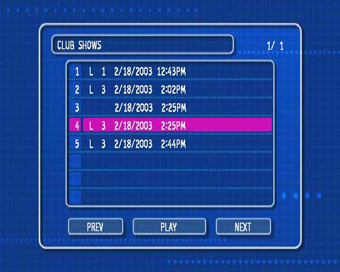 CLUB SHOWS 1/ 1
1 L 1 2/18/2003 12:43PM
2 L 3 2/18/2003 2:02PM
3 2/18/2003 2:25PM
4 L 3 2/18/2003 2:25PM
5 L 3 2/18/2003 2:44PM
PREV PLAY NEXT